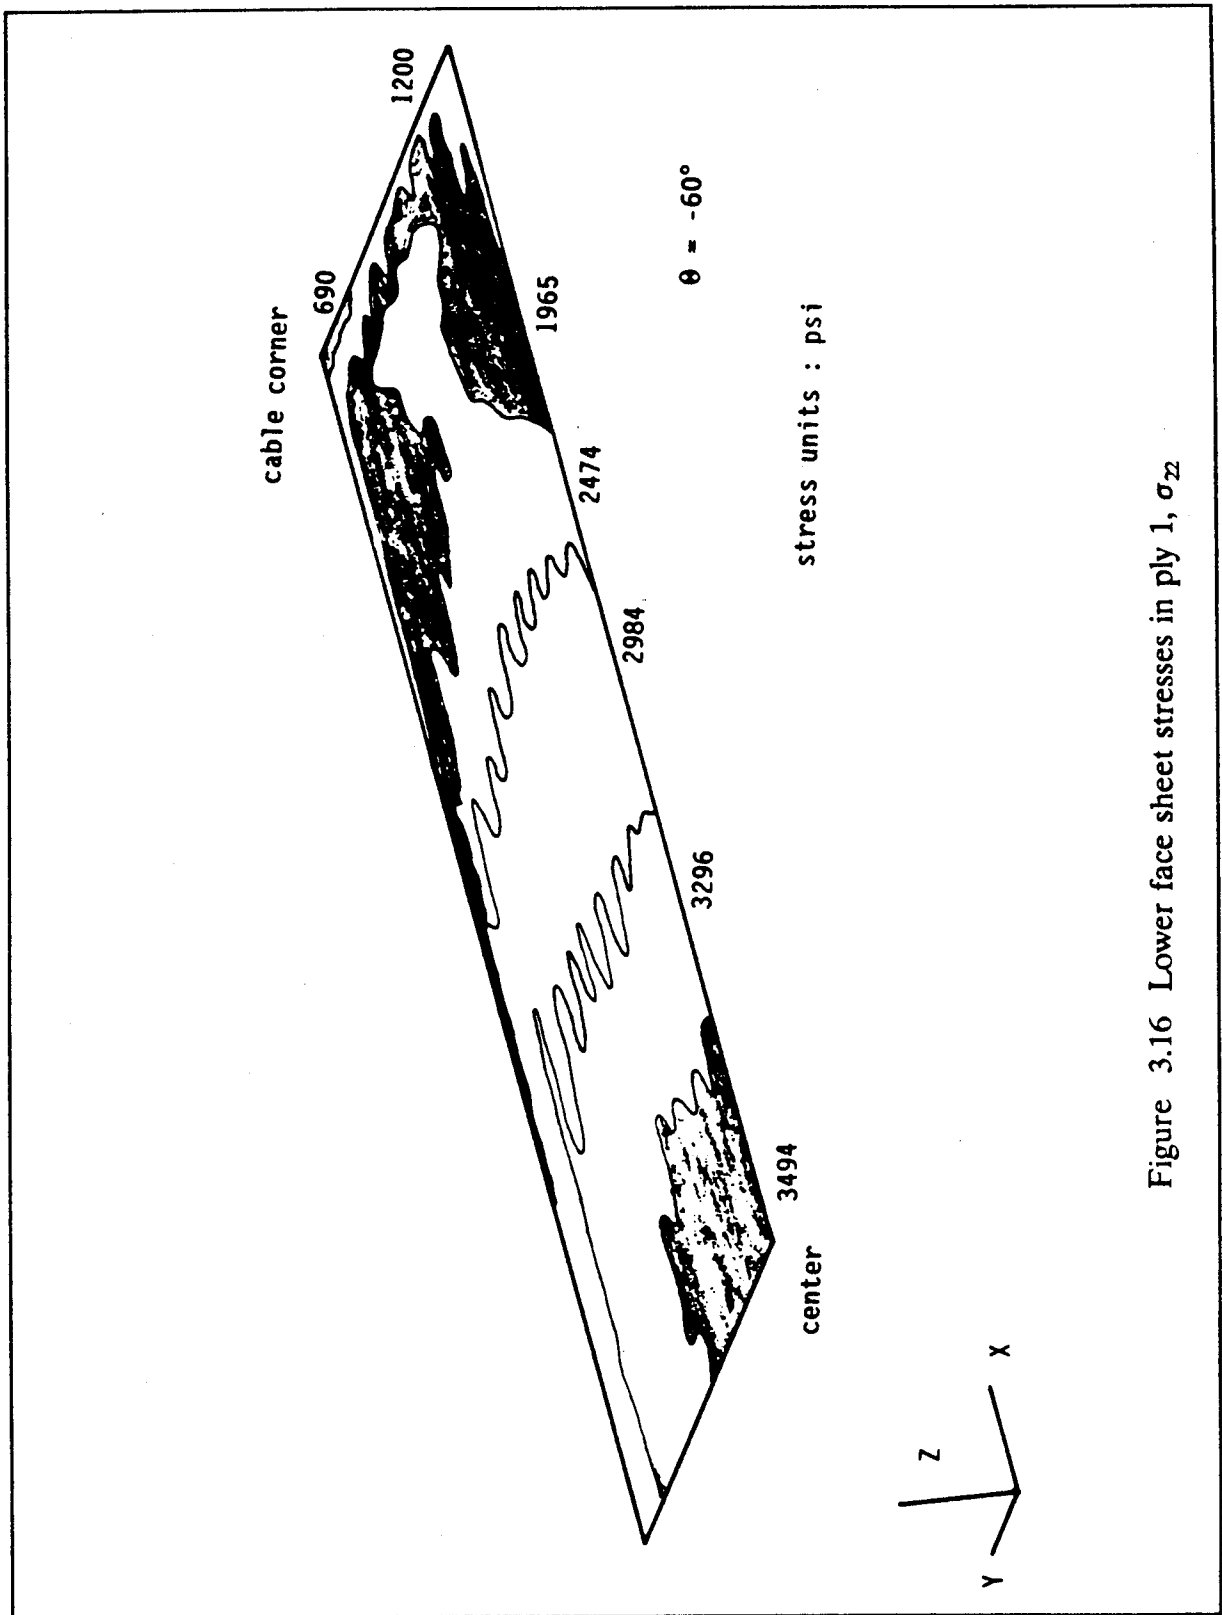 cable corner
690
1200
1965
2474
2984
3296
3494
center
Θ = -60°
stress units : psi
X
Y
Z
Figure 3.16 Lower face sheet stresses in ply 1, σ22